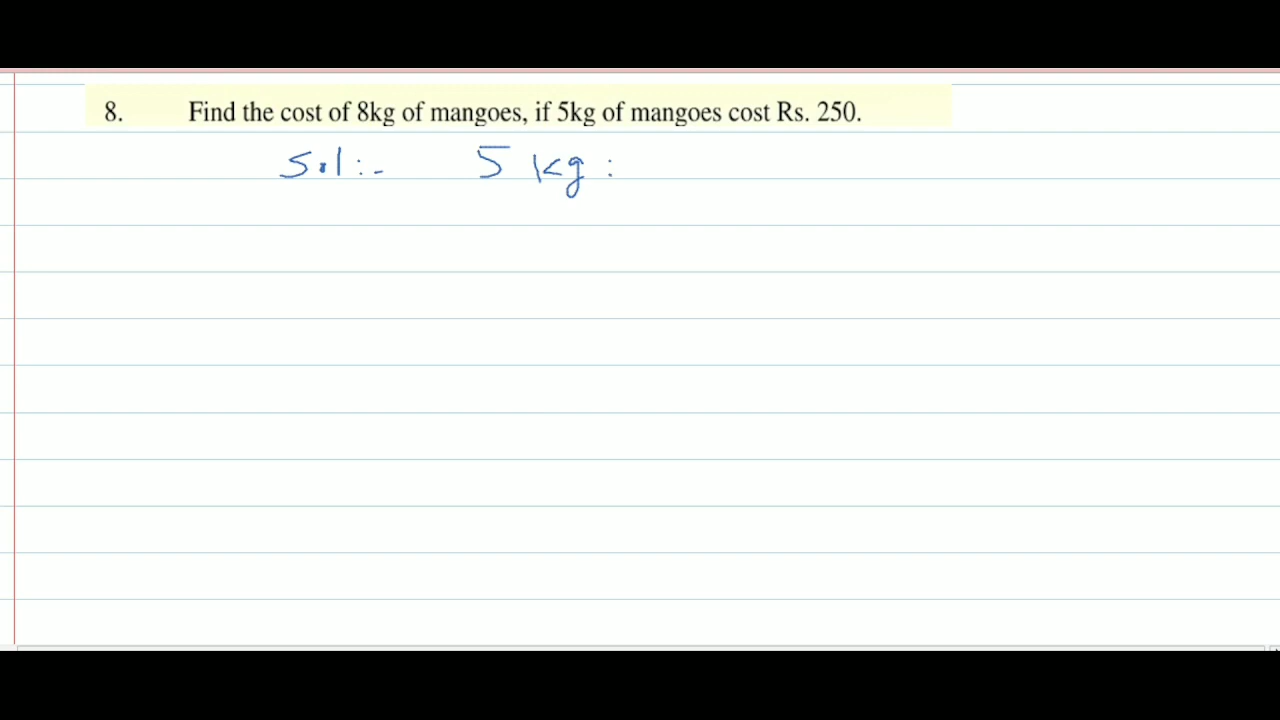 8. Find the cost of 8kg of mangoes, if 5kg of mangoes cost Rs. 250.
Sol :- 5 kg :